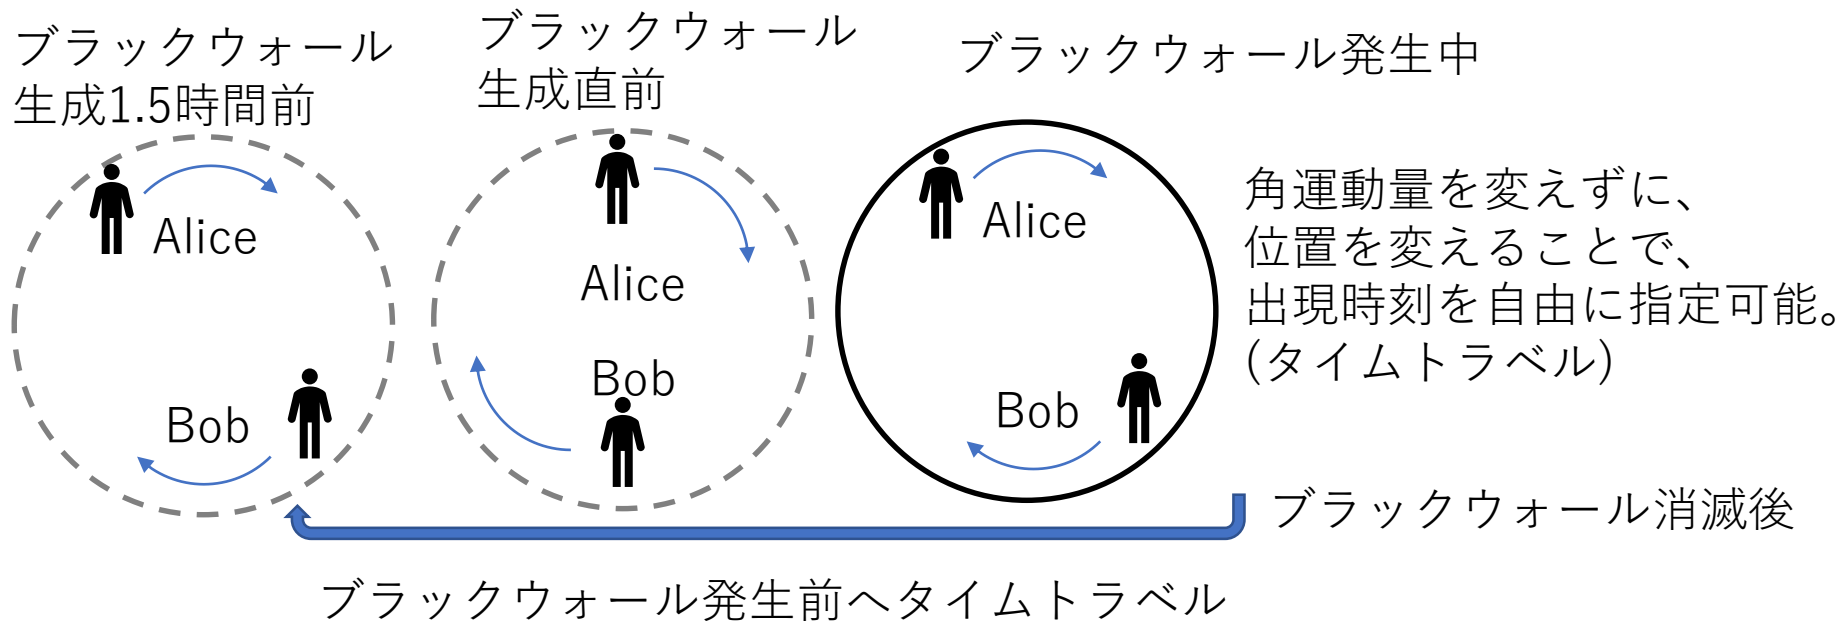 ブラックウォール
生成1.5時間前
Alice
Bob
ブラックウォール
生成直前
Alice
Bob
ブラックウォール発生中
Alice
Bob
角運動量を変えずに、
位置を変えることで、
出現時刻を自由に指定可能。
(タイムトラベル)
ブラックウォール消滅後
ブラックウォール発生前へタイムトラベル